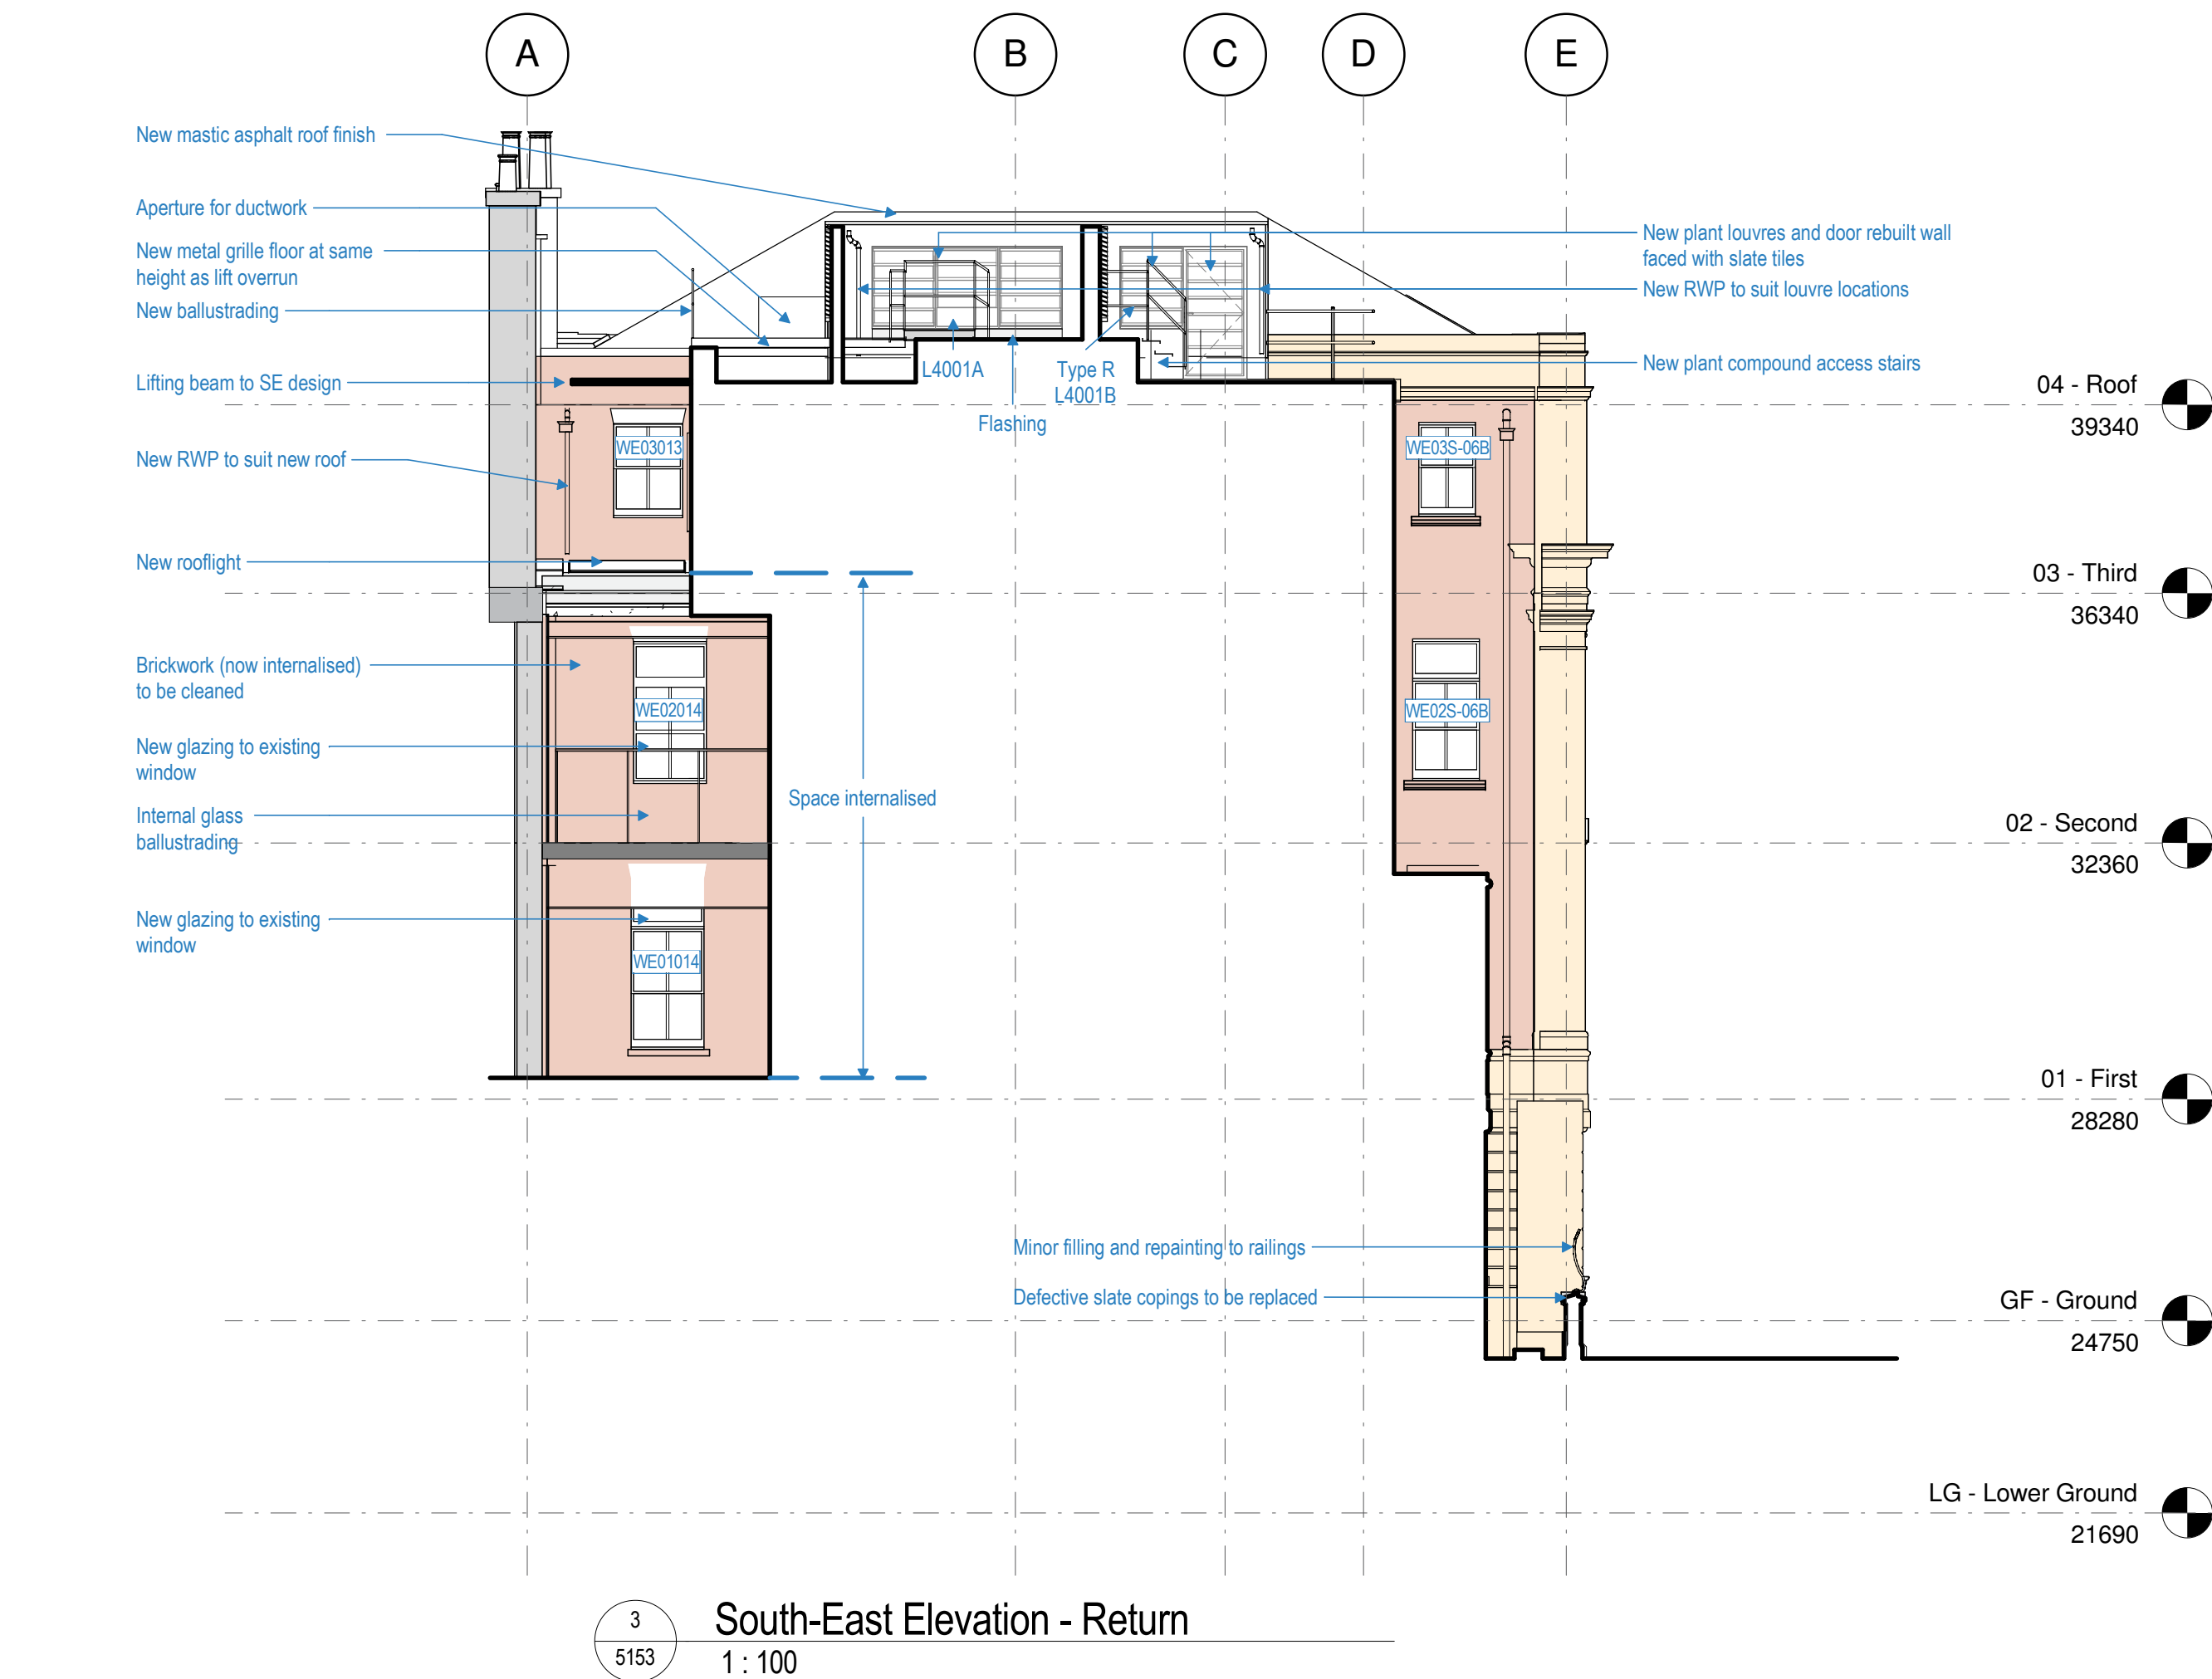 A
B
C
D
E
New mastic asphalt roof finish
Aperture for ductwork
New metal grille floor at same
height as lift overrun
New ballustrading
Lifting beam to SE design
New RWP to suit new roof
New rooflight
Brickwork (now internalised)
to be cleaned
New glazing to existing
window
Internal glass
ballustrading
New glazing to existing
window
WE03013
WE02014
WE01014
Space internalised
L4001A
Flashing
Type R
L4001B
New plant louvres and door rebuilt wall
faced with slate tiles
New RWP to suit louvre locations
New plant compound access stairs
WE03S-06B
WE02S-06B
Minor filling and repainting to railings
Defective slate copings to be replaced
04 - Roof
39340
03 - Third
36340
02 - Second
32360
01 - First
28280
GF - Ground
24750
LG - Lower Ground
21690
3
5153
South-East Elevation - Return
1 : 100